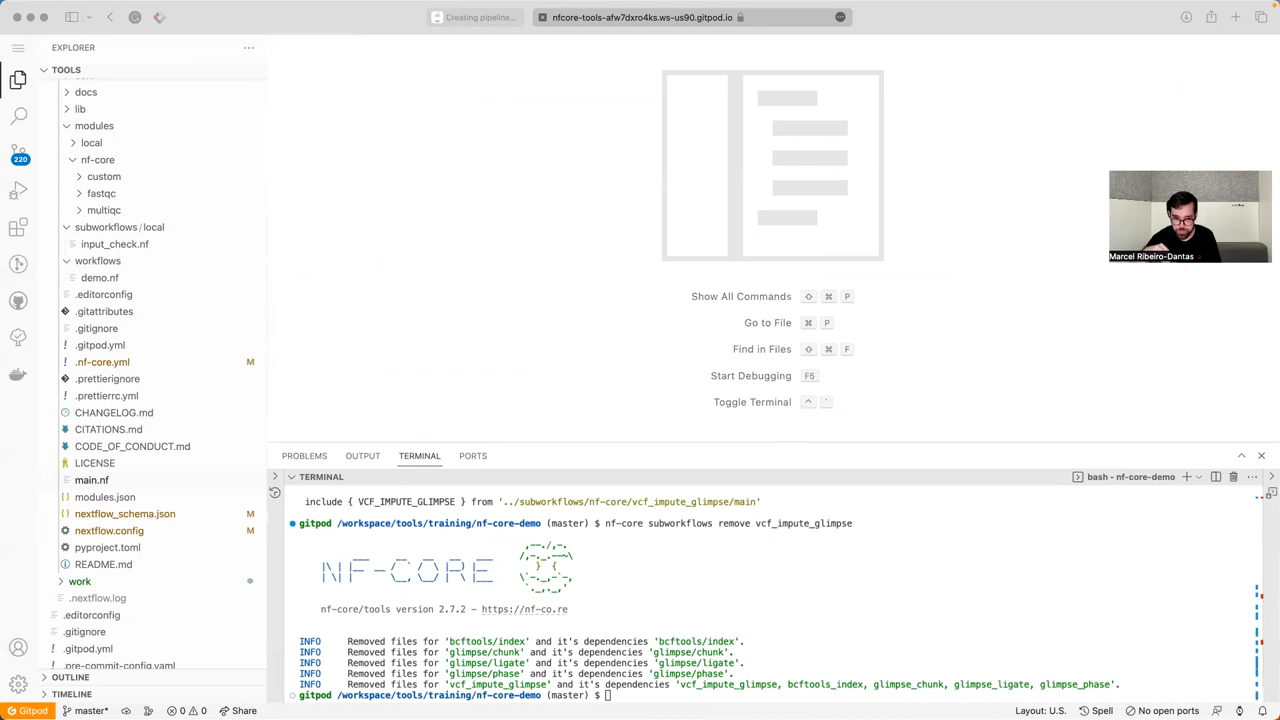 Creating pipeline...
nfcore-tools-afw7dxro4ks.ws-us90.gitpod.io
EXPLORER
TOOLS
docs
lib
modules
local
nf-core
custom
fastqc
multiqc
subworkflows/local
input_check.nf
workflows
demo.nf
.editorconfig
.gitattributes
.gitignore
.gitpod.yml
.nf-core.yml M
.prettierignore
.prettierrc.yml
CHANGELOG.md
CITATIONS.md
CODE_OF_CONDUCT.md
LICENSE
main.nf
modules.json
nextflow_schema.json M
nextflow.config M
pyproject.toml
README.md
work
.nextflow.log
.editorconfig
.gitignore
.gitpod.yml
.pre-commit-config.yaml
OUTLINE
TIMELINE
220
Show All Commands ⇧ ⌘ P
Go to File ⌘ P
Find in Files ⇧ ⌘ F
Start Debugging F5
Toggle Terminal ^ `
Marcel Ribeiro-Dantas
PROBLEMS OUTPUT TERMINAL PORTS
TERMINAL
bash - nf-core-demo
include { VCF_IMPUTE_GLIMPSE } from '../subworkflows/nf-core/vcf_impute_glimpse/main'
gitpod /workspace/tools/training/nf-core-demo (master) $ nf-core subworkflows remove vcf_impute_glimpse
nf-core/tools version 2.7.2 – https://nf-co.re
INFO Removed files for 'bcftools/index' and it's dependencies 'bcftools/index'.
INFO Removed files for 'glimpse/chunk' and it's dependencies 'glimpse/chunk'.
INFO Removed files for 'glimpse/ligate' and it's dependencies 'glimpse/ligate'.
INFO Removed files for 'glimpse/phase' and it's dependencies 'glimpse/phase'.
INFO Removed files for 'vcf_impute_glimpse' and it's dependencies 'vcf_impute_glimpse, bcftools_index, glimpse_chunk, glimpse_ligate, glimpse_phase'.
gitpod /workspace/tools/training/nf-core-demo (master) $
Gitpod master* 0 0 Share Layout: U.S. Spell No open ports